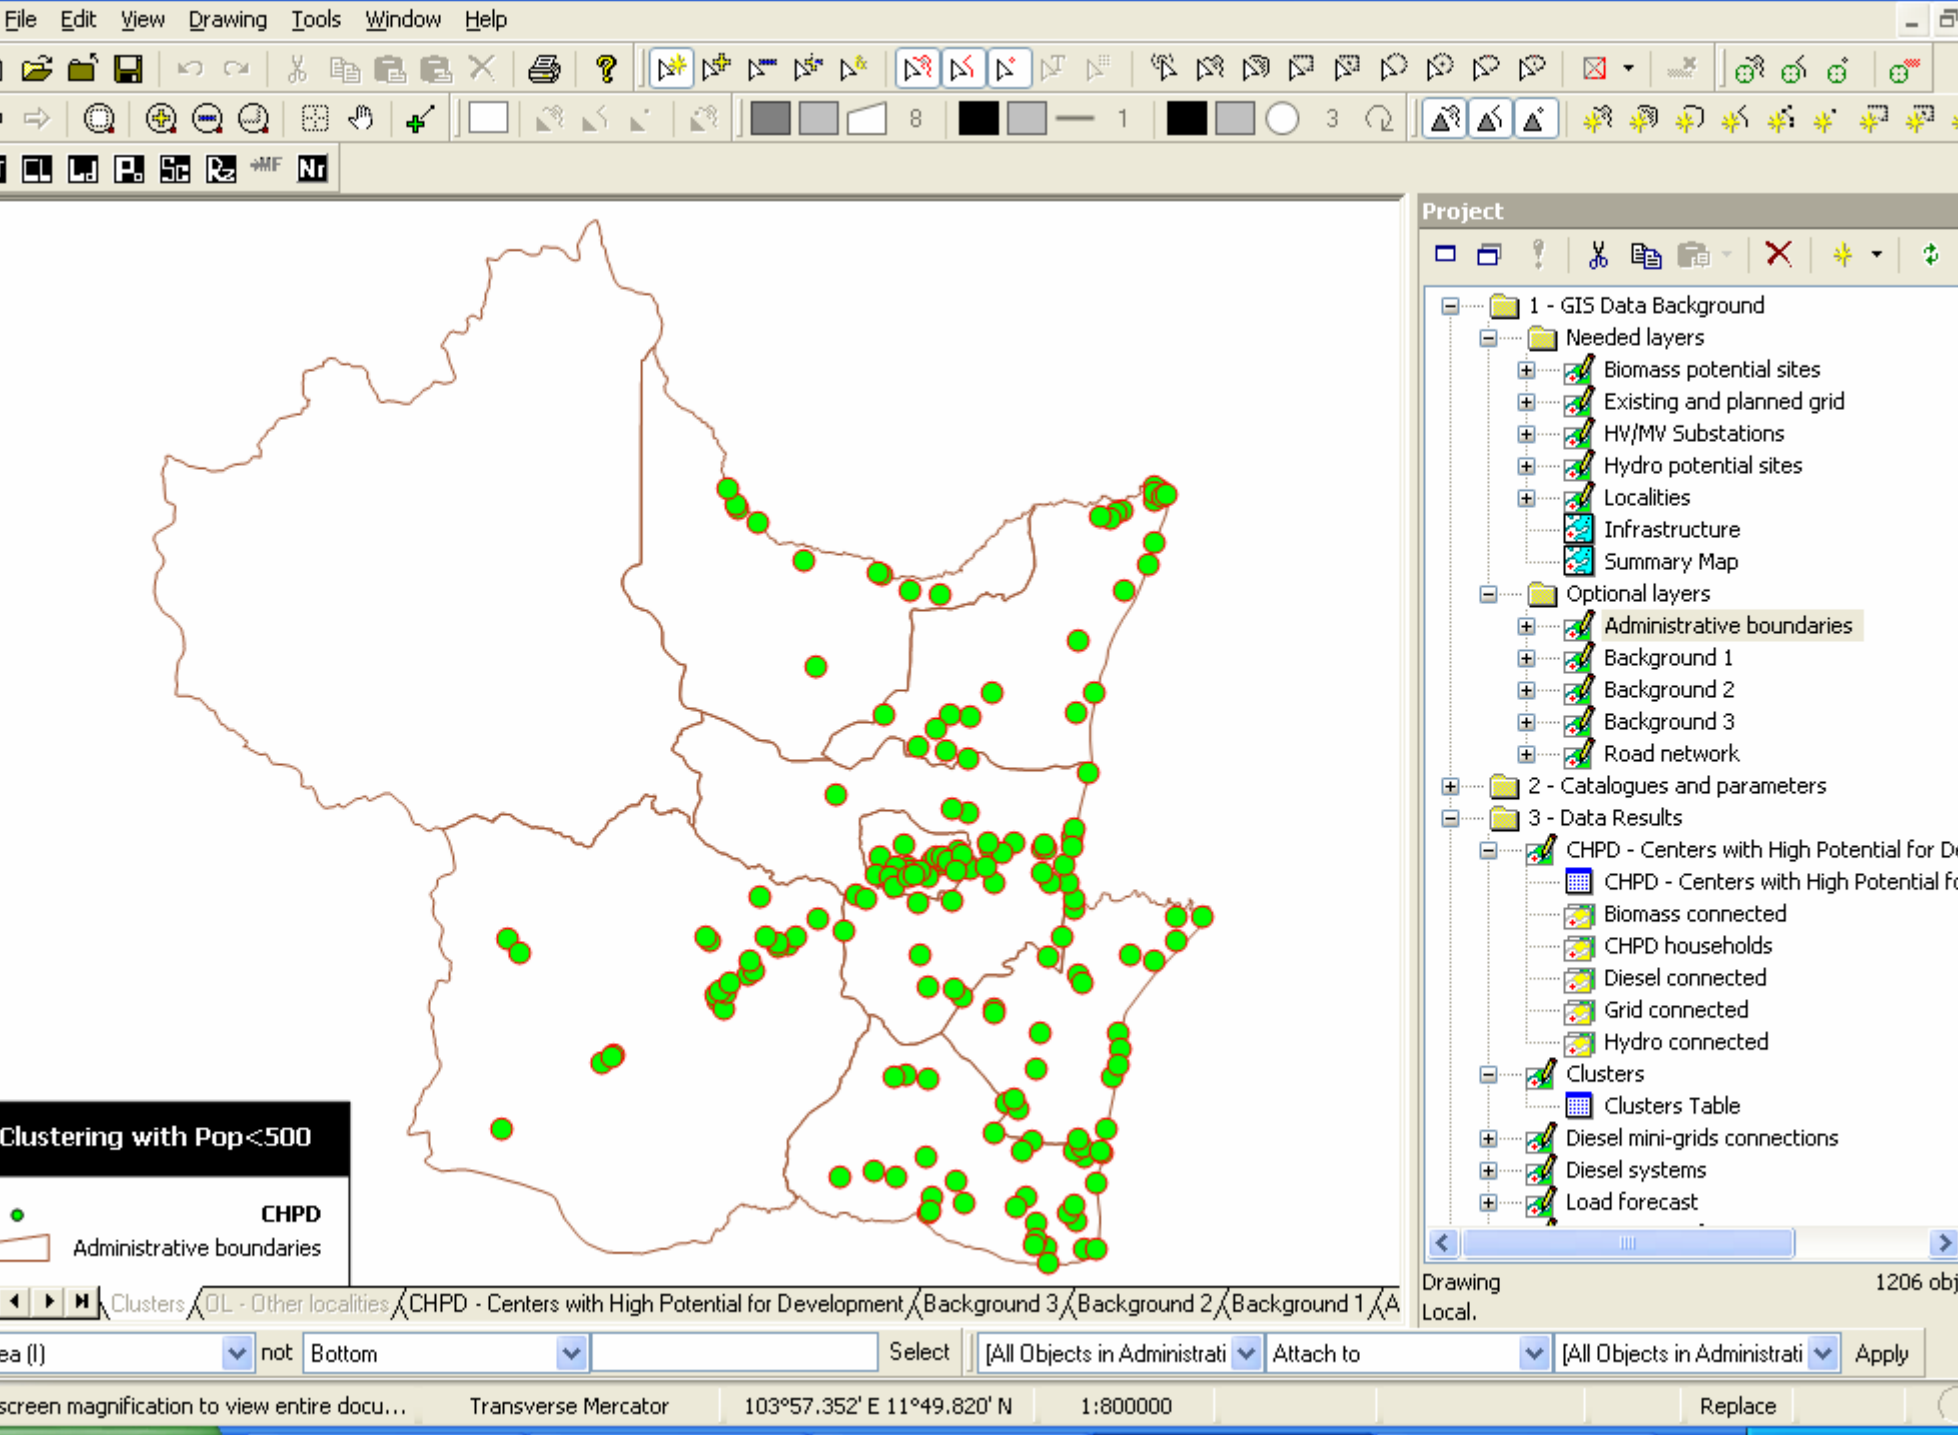 File Edit View Drawing Tools Window Help
8 1 3
CL Ld P. Sc Rz →MF Nr
Project
1 - GIS Data Background
Needed layers
Biomass potential sites
Existing and planned grid
HV/MV Substations
Hydro potential sites
Localities
Infrastructure
Summary Map
Optional layers
Administrative boundaries
Background 1
Background 2
Background 3
Road network
2 - Catalogues and parameters
3 - Data Results
CHPD - Centers with High Potential for De
CHPD - Centers with High Potential fo
Biomass connected
CHPD households
Diesel connected
Grid connected
Hydro connected
Clusters
Clusters Table
Diesel mini-grids connections
Diesel systems
Load forecast
Clustering with Pop<500
CHPD
Administrative boundaries
Drawing 1206 obj
Local.
Clusters OL - Other localities CHPD - Centers with High Potential for Development Background 3 Background 2 Background 1 A
ea (I) not Bottom Select [All Objects in Administrati Attach to [All Objects in Administrati Apply
screen magnification to view entire docu... Transverse Mercator 103°57.352' E 11°49.820' N 1:800000 Replace